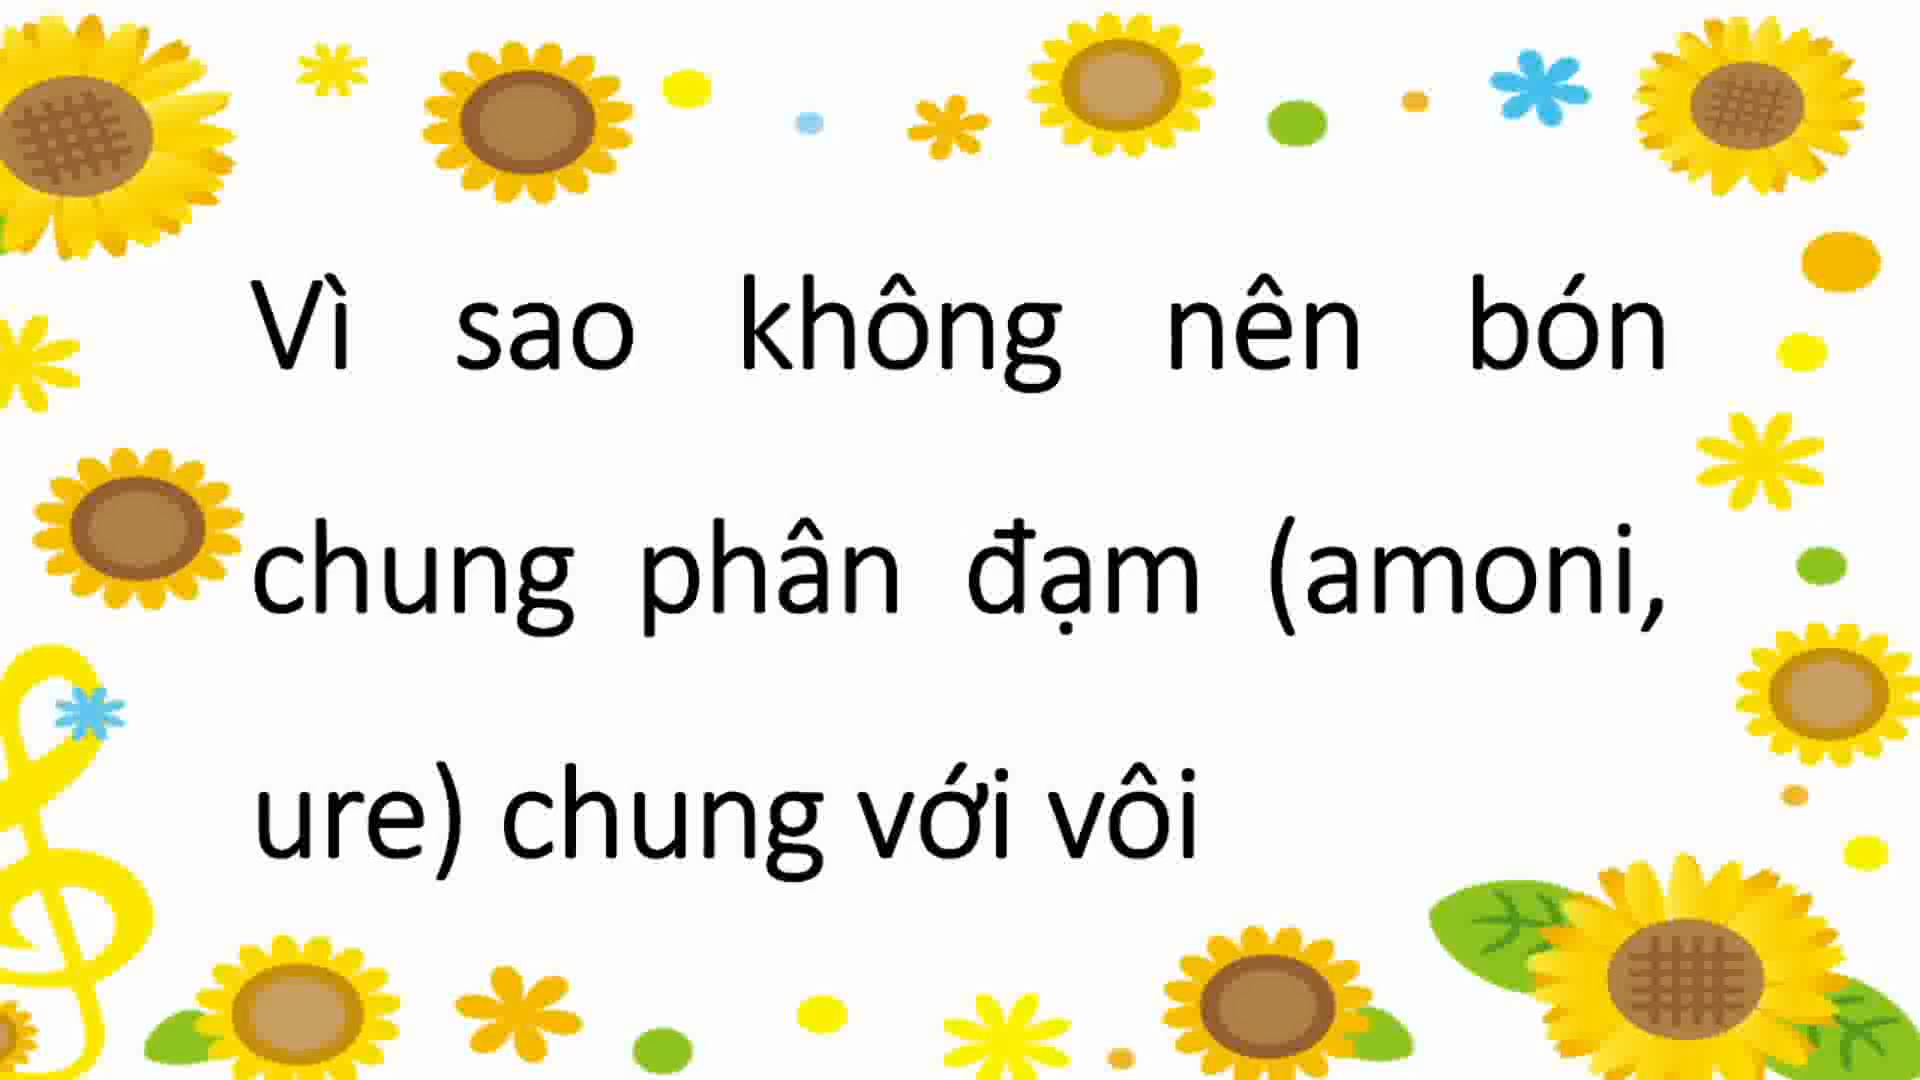 Vì sao không nên bón
chung phân đạm (amoni,
ure) chung với vôi